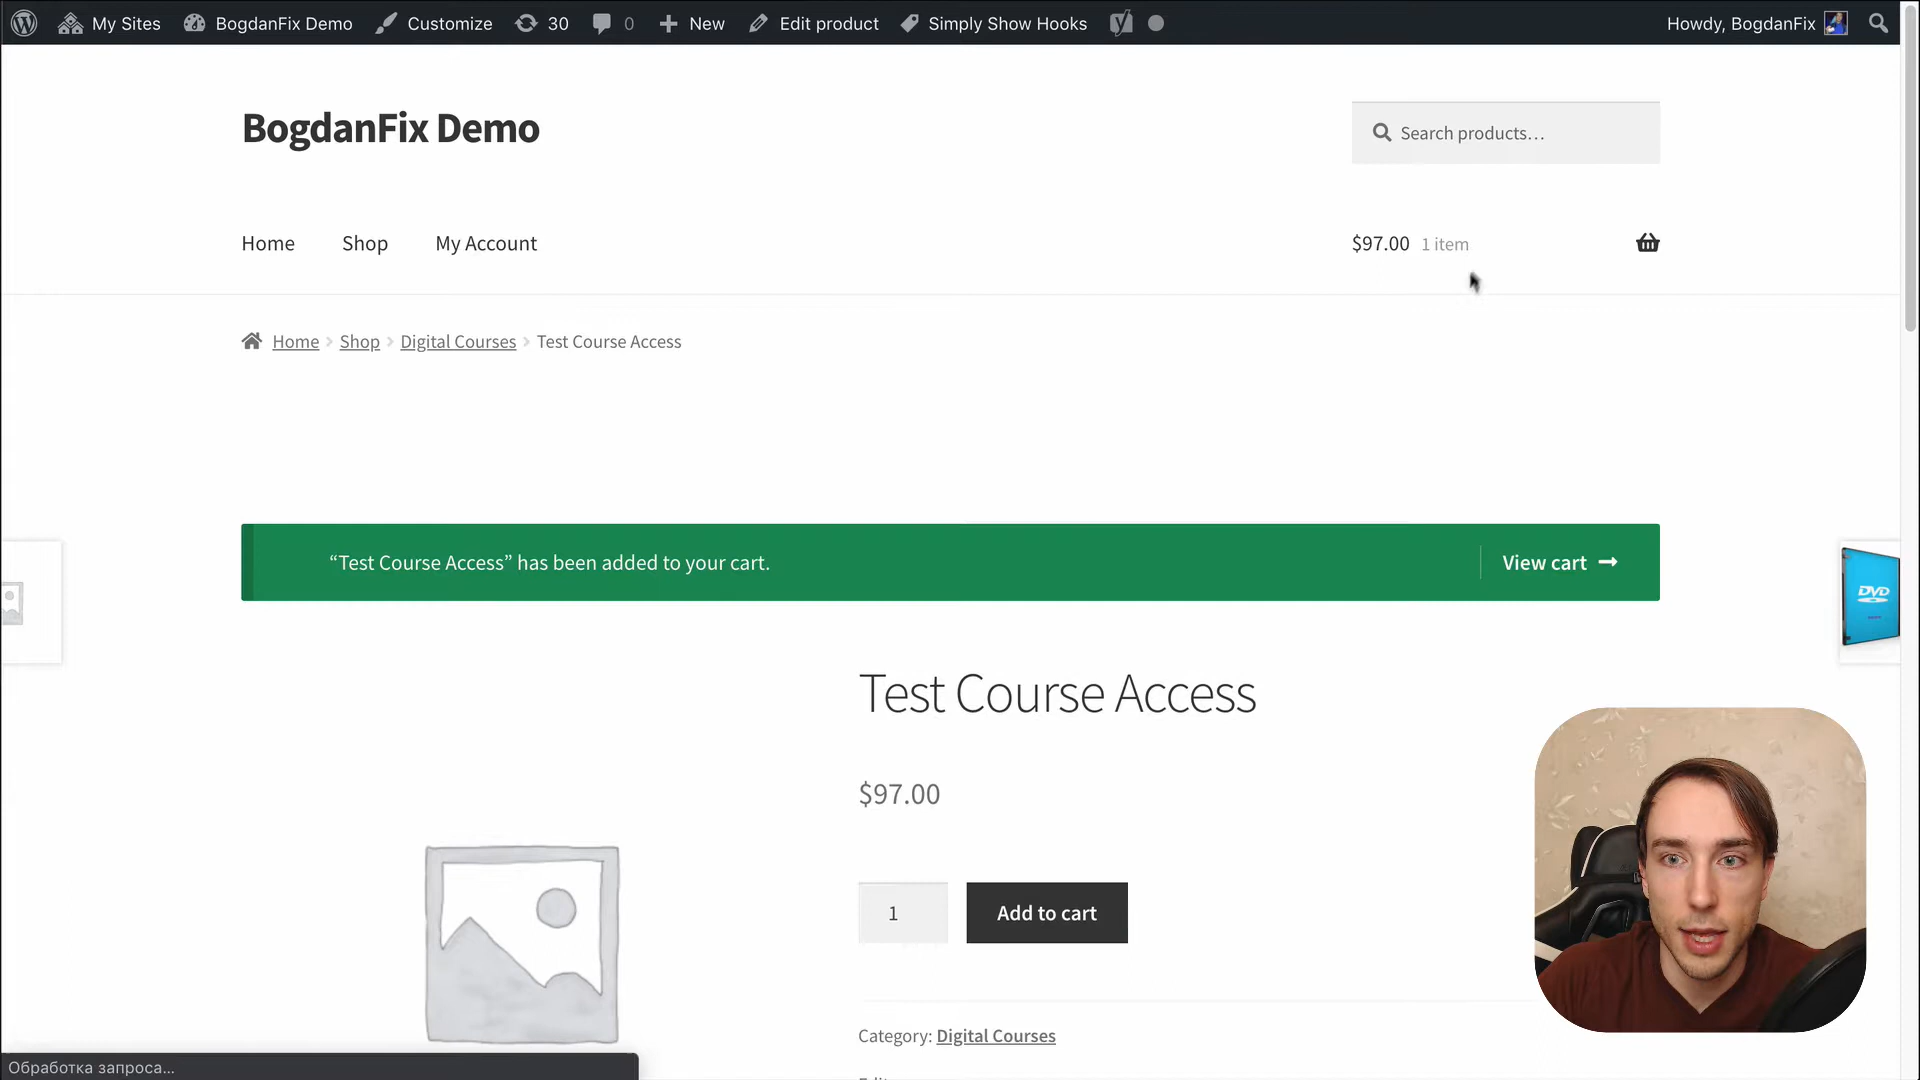 My Sites BogdanFix Demo Customize 30 0 New Edit product Simply Show Hooks Howdy, BogdanFix
BogdanFix Demo
Search products…
Home Shop My Account $97.00 1 item
Home Shop Digital Courses Test Course Access
“Test Course Access” has been added to your cart. View cart
DVD
Test Course Access
$97.00
1 Add to cart
Category: Digital Courses
Обработка запроса...